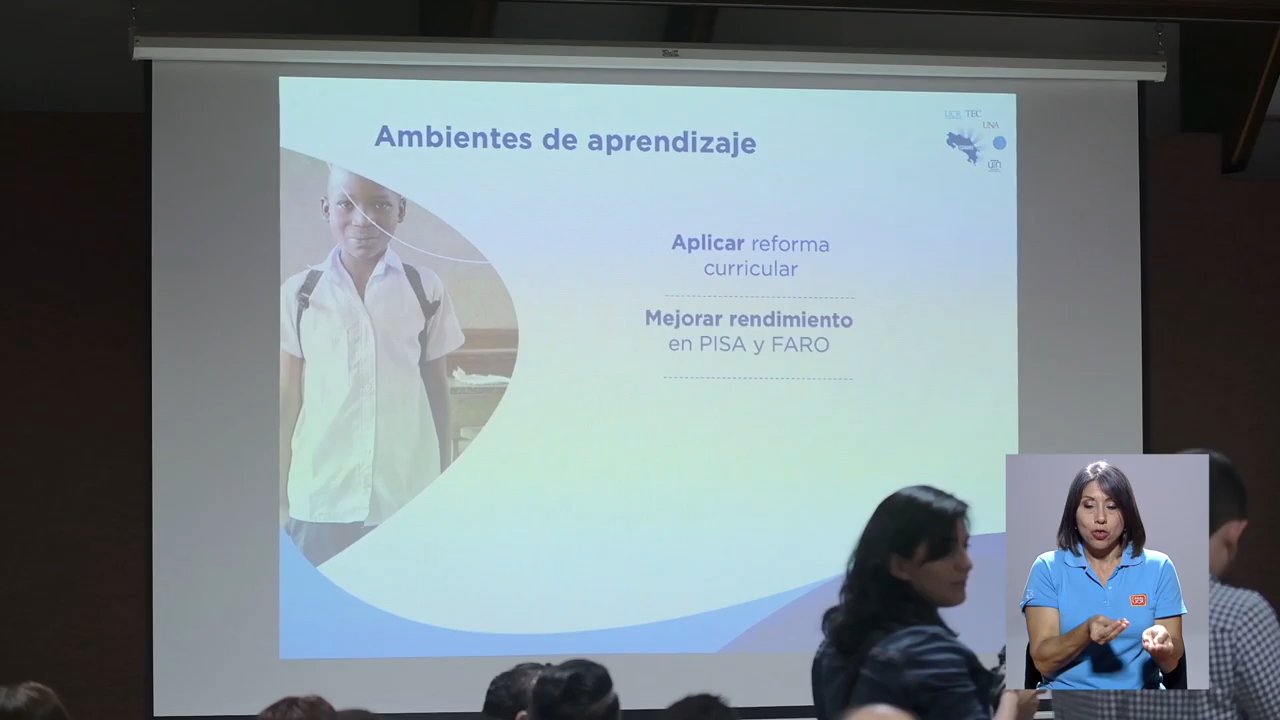 Ambientes de aprendizaje
UCR TEC
UNA
Aplicar reforma
curricular
Mejorar rendimiento
en PISA y FARO